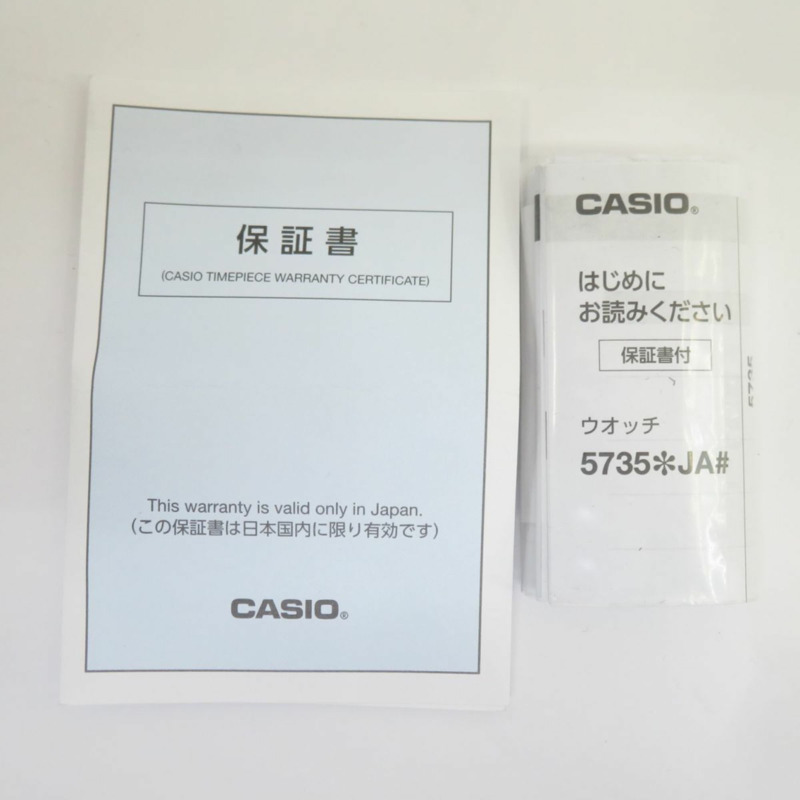 保証書
(CASIO TIMEPIECE WARRANTY CERTIFICATE)
This warranty is valid only in Japan.
(この保証書は日本国内に限り有効です)
CASIO®
CASIO®
はじめに
お読みください
保証書付
ウオッチ
5735✻JA#